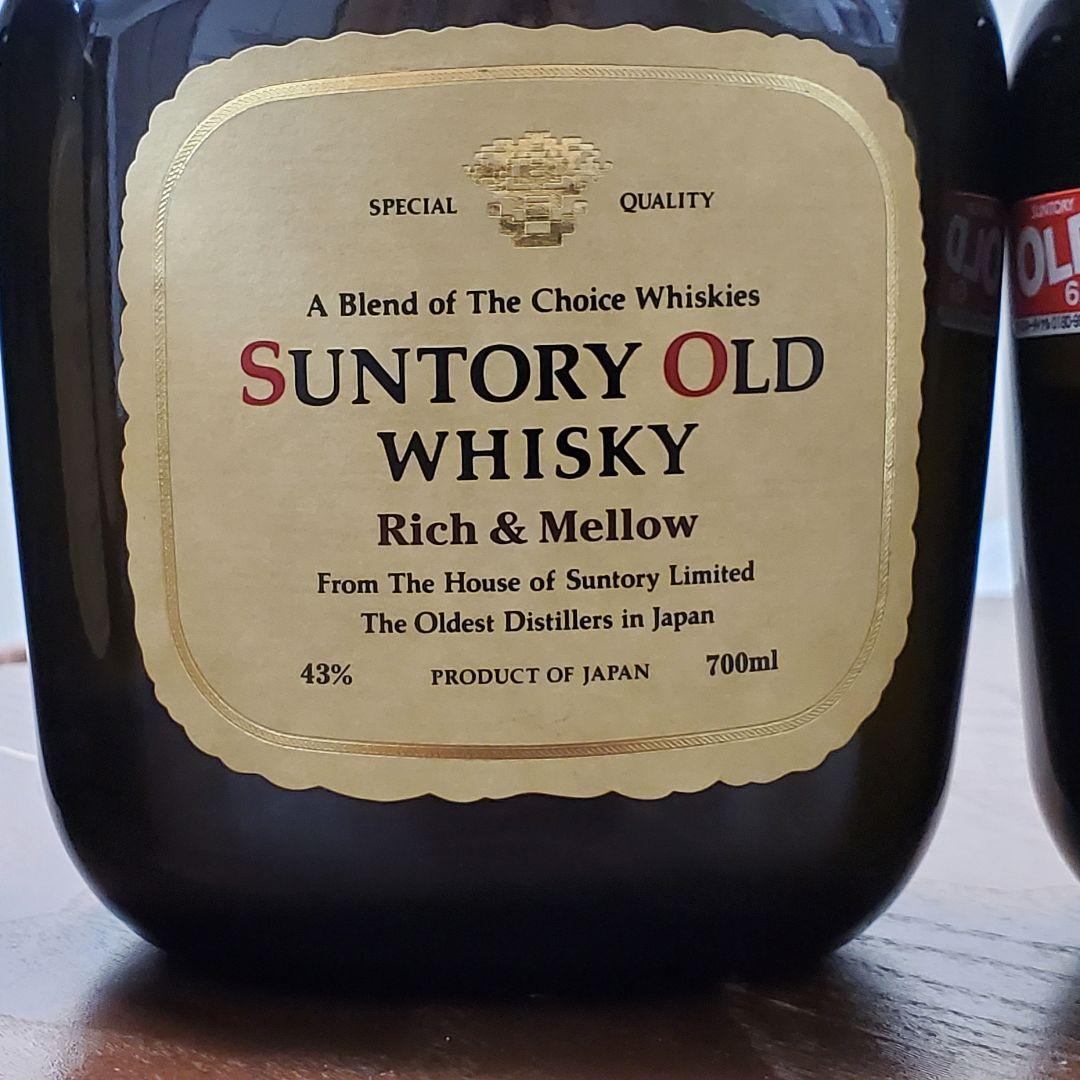 SPECIAL QUALITY
A Blend of The Choice Whiskies
SUNTORY OLD
WHISKY
Rich & Mellow
From The House of Suntory Limited
The Oldest Distillers in Japan
43% PRODUCT OF JAPAN 700ml
SUNTORY